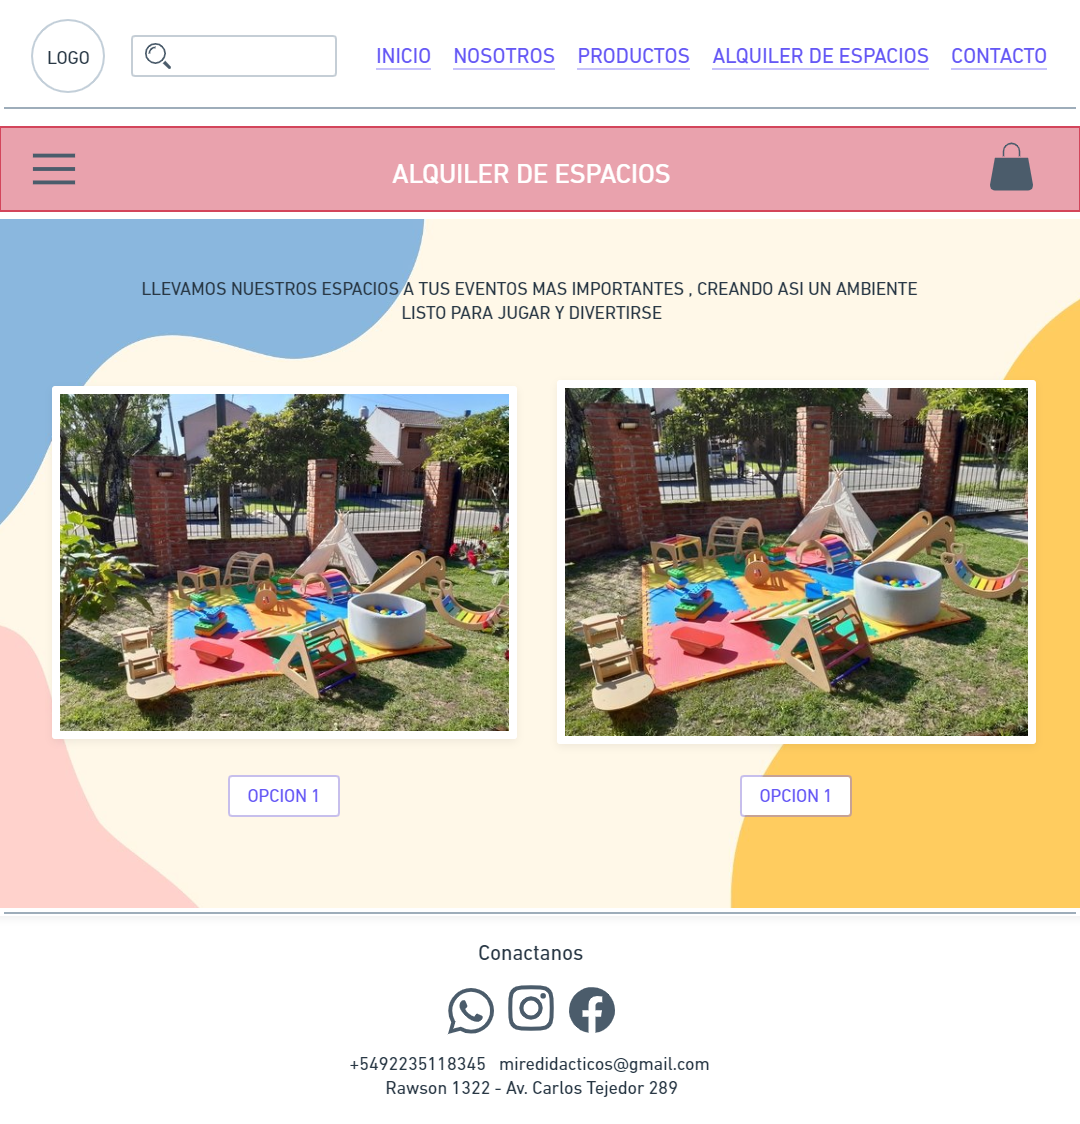 LOGO
INICIO NOSOTROS PRODUCTOS ALQUILER DE ESPACIOS CONTACTO
ALQUILER DE ESPACIOS
LLEVAMOS NUESTROS ESPACIOS A TUS EVENTOS MAS IMPORTANTES , CREANDO ASI UN AMBIENTE
LISTO PARA JUGAR Y DIVERTIRSE
OPCION 1
OPCION 1
Conactanos
+5492235118345 miredidacticos@gmail.com
Rawson 1322 - Av. Carlos Tejedor 289